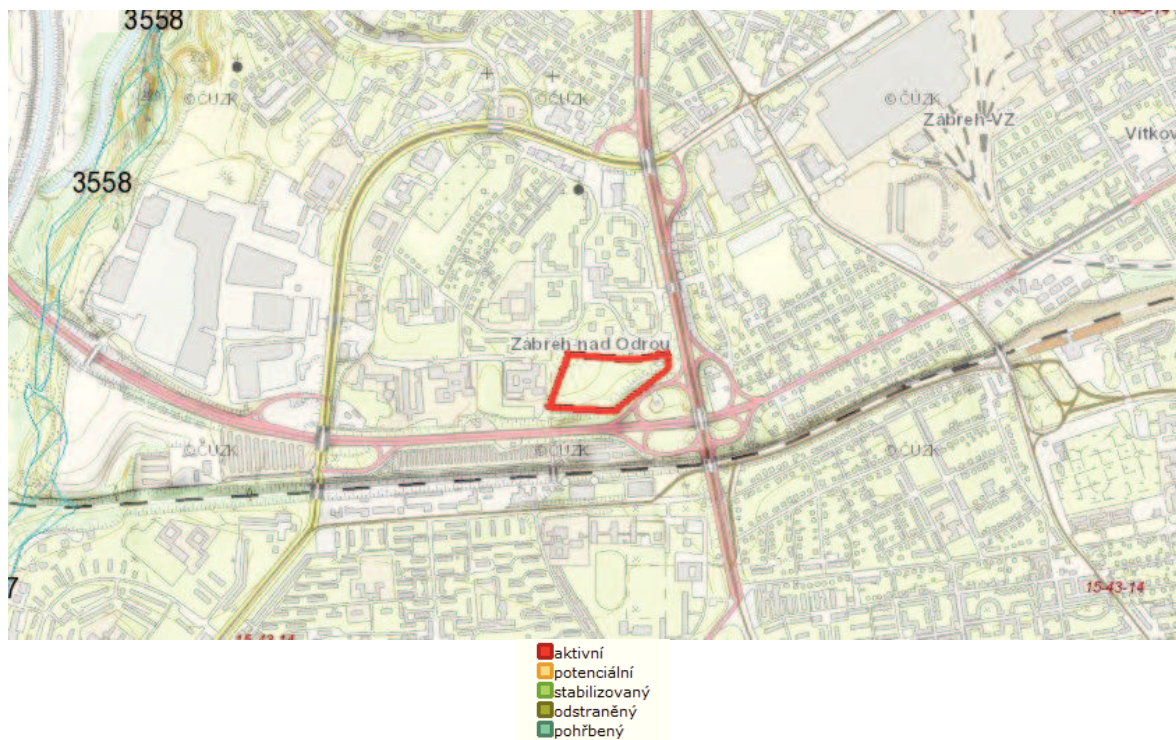 3558
© ČÚZK
© ČÚZK
© ČÚZK
Zábřeh-VZ
3558
Zábřeh nad Odrou
© ČÚZK
© ČÚZK
© ČÚZK
7
15-43-14
15-43-14
aktivní
potenciální
stabilizovaný
odstraněný
pohřbený